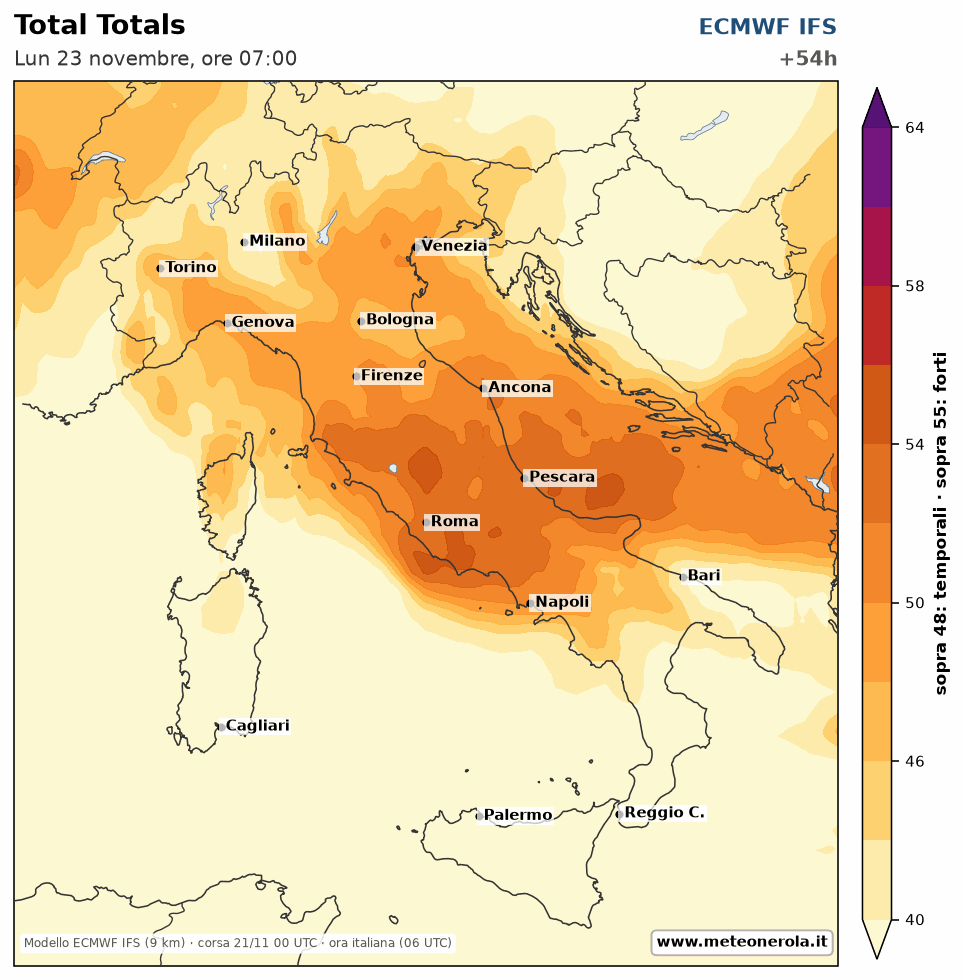 Total Totals
ECMWF IFS
Lun 23 novembre, ore 07:00
+54h
Milano
Venezia
Torino
Genova
Bologna
Firenze
Ancona
Pescara
Roma
Bari
Napoli
Cagliari
Palermo
Reggio C.
64
58
54
50
46
40
sopra 48: temporali · sopra 55: forti
Modello ECMWF IFS (9 km) · corsa 21/11 00 UTC · ora italiana (06 UTC)
www.meteonerola.it